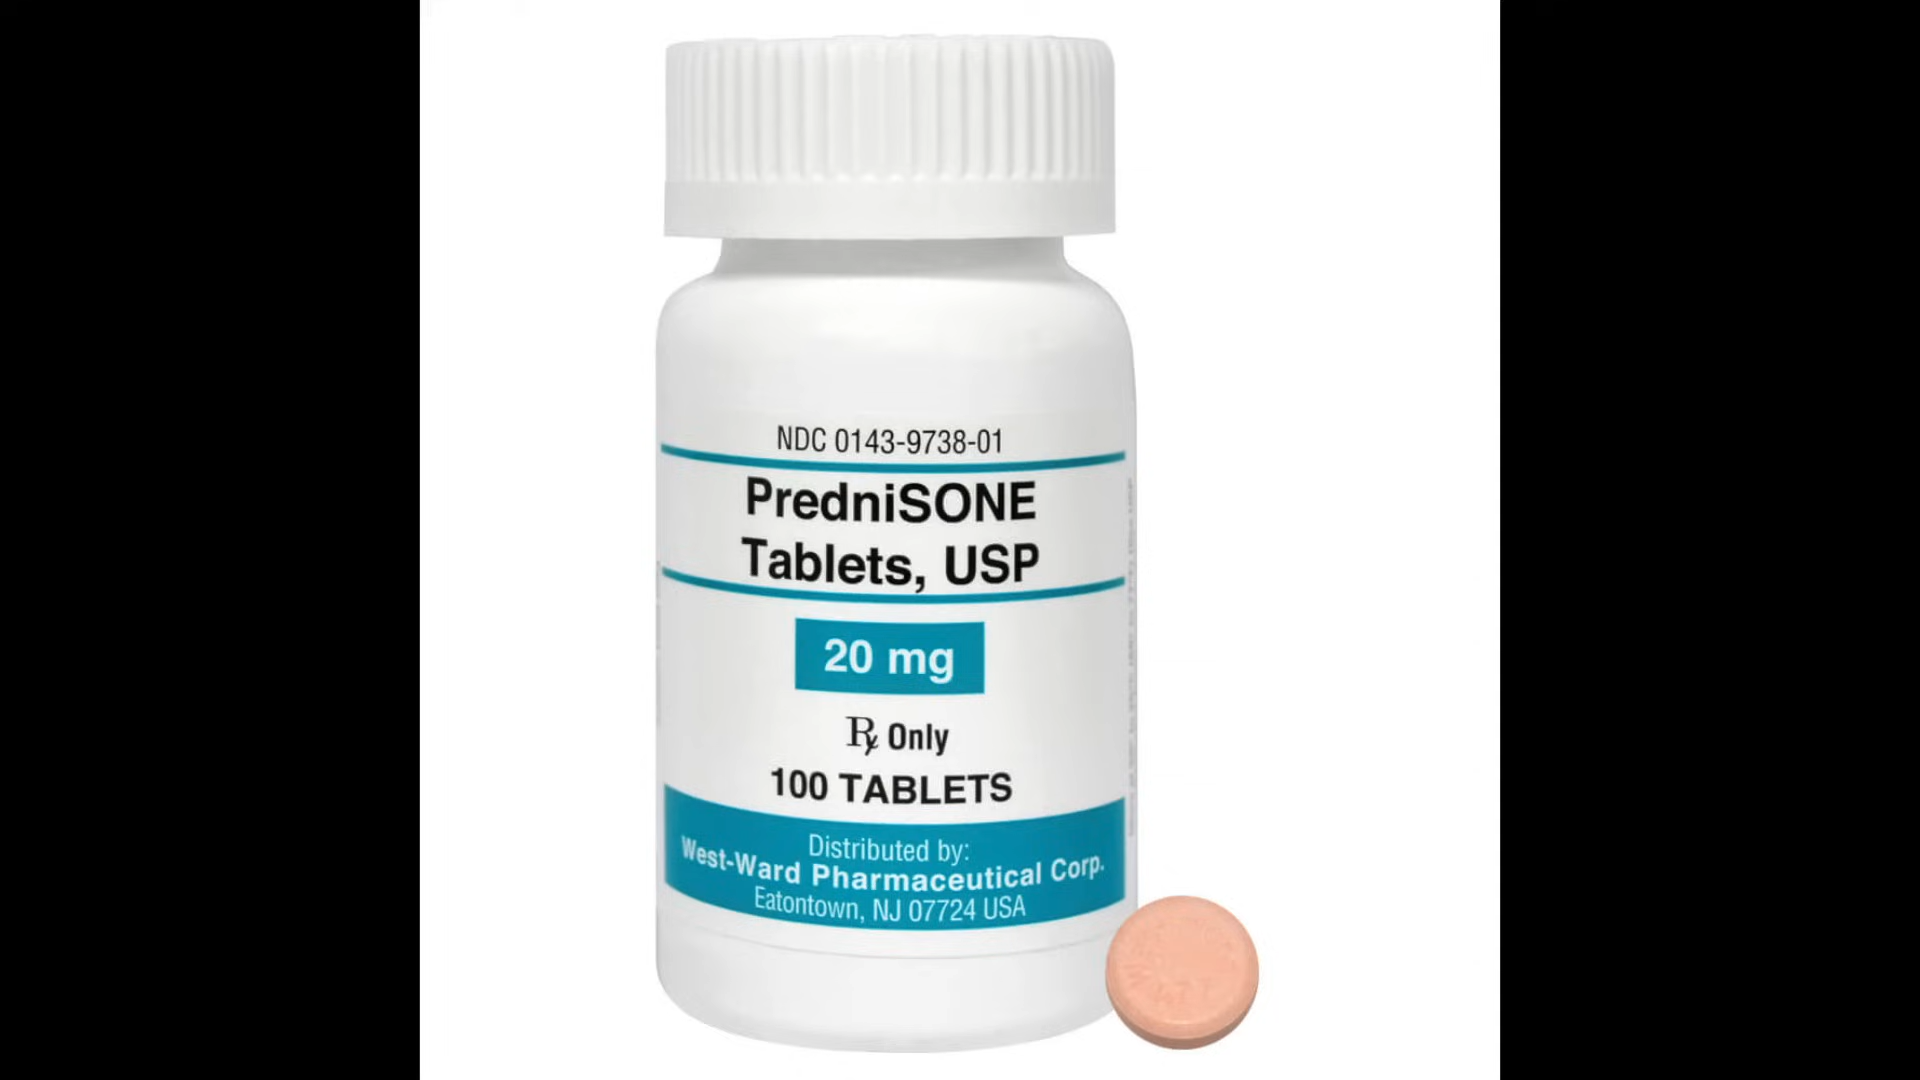 NDC 0143-9738-01
PredniSONE
Tablets, USP
20 mg
Rx Only
100 TABLETS
Distributed by:
West-Ward Pharmaceutical Corp.
Eatontown, NJ 07724 USA